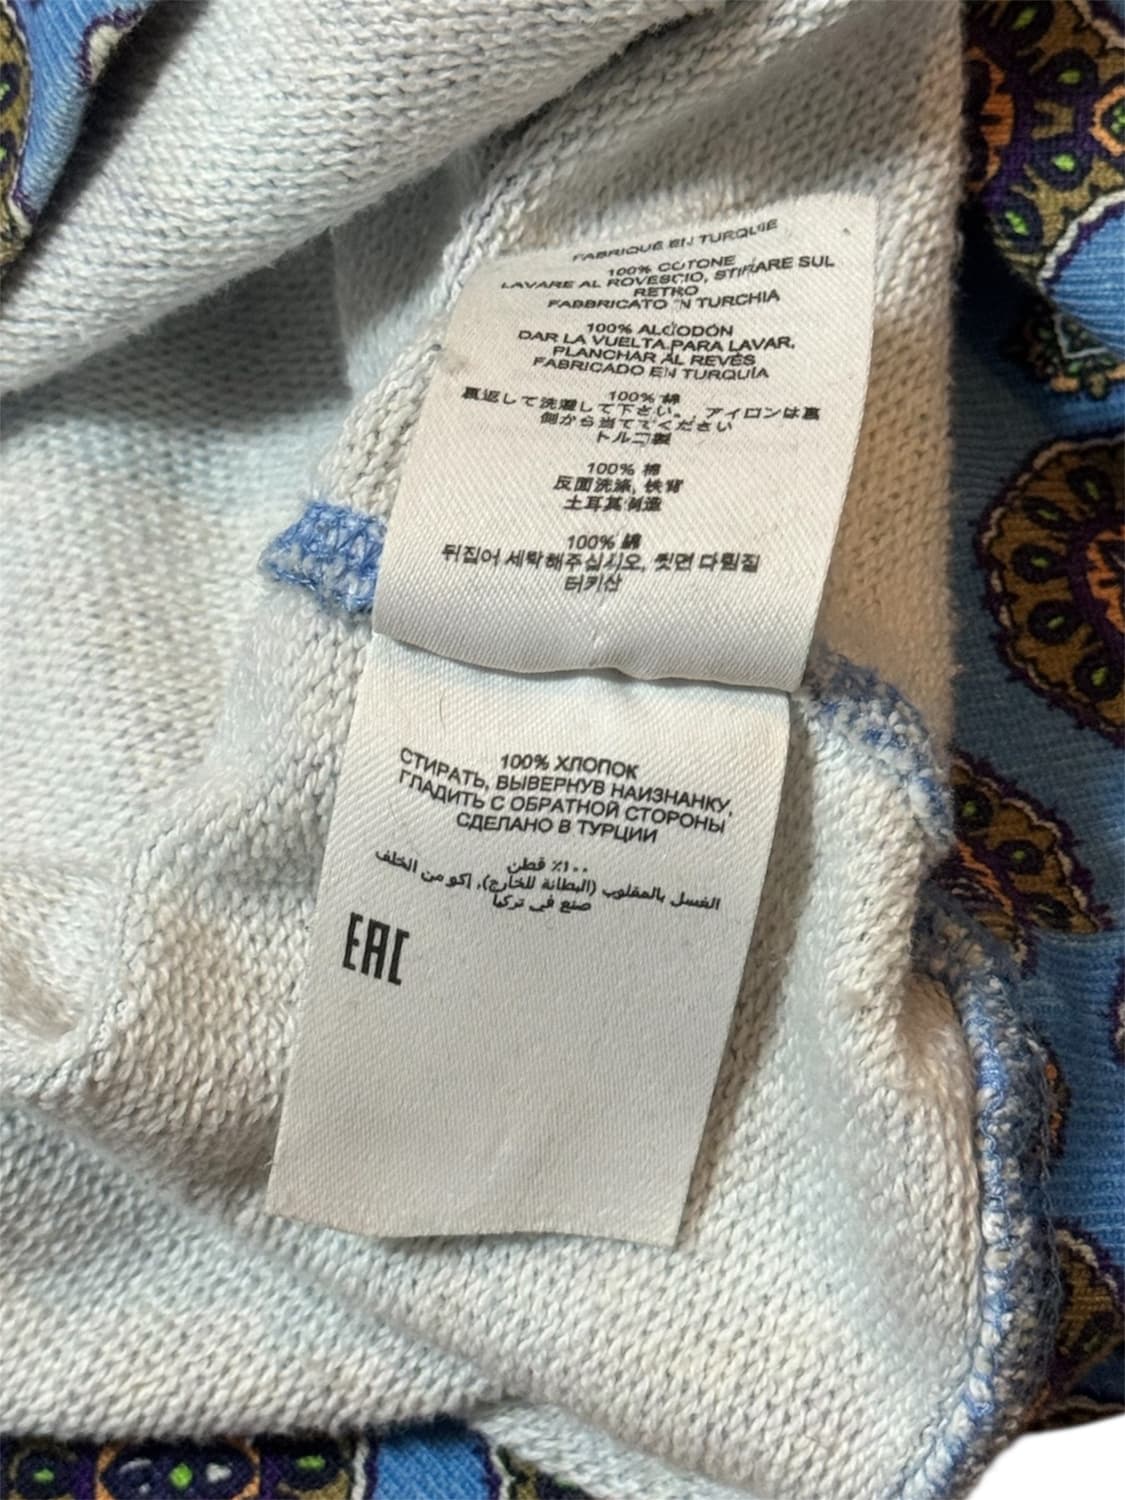 FABRIQUÉ EN TURQUIE
100% COTONE
LAVARE AL ROVESCIO, STIRARE SUL
RETRO
FABBRICATO IN TURCHIA
100% ALGODÓN
DAR LA VUELTA PARA LAVAR,
PLANCHAR AL REVÉS
FABRICADO EN TURQUÍA
100% 綿
裏返して洗濯して下さい。, アイロンは裏
側から当ててください
トルコ製
100% 棉
反面洗涤, 铁背
土耳其制造
100% 綿
뒤집어 세탁해주십시오, 뒷면 다림질
터키산
100% ХЛОПОК
СТИРАТЬ, ВЫВЕРНУВ НАИЗНАНКУ,
ГЛАДИТЬ С ОБРАТНОЙ СТОРОНЫ
СДЕЛАНО В ТУРЦИИ
١٠٠٪ قطن
الغسل بالمقلوب (البطانة للخارج), إكو من الخلف
صنع في تركيا
EAC